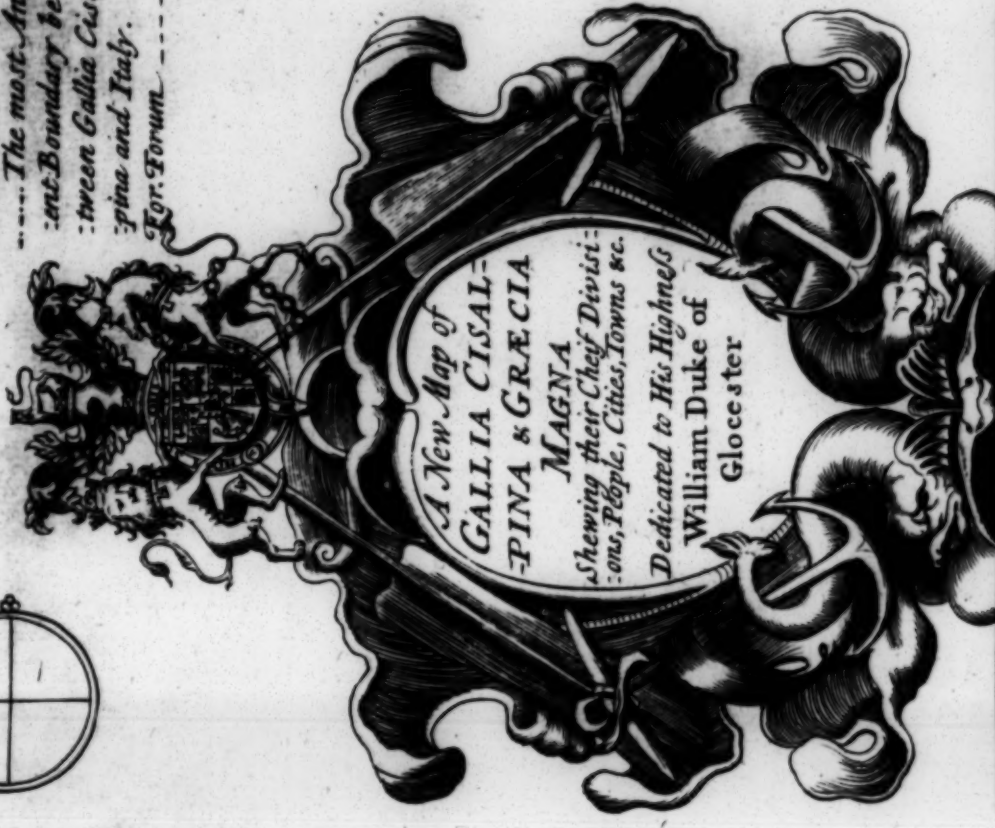 ----- The most An
:ent Boundary be
:tween Gallia Cis
:pina and Italy.
For. Forum
A New Map of
GALLIA CISAL=
=PINA & GRÆCIA
MAGNA
Shewing their Cheif Divisi=
:ons, People, Cities, Towns &c.
Dedicated to His Highneſs
William Duke of
Glocester